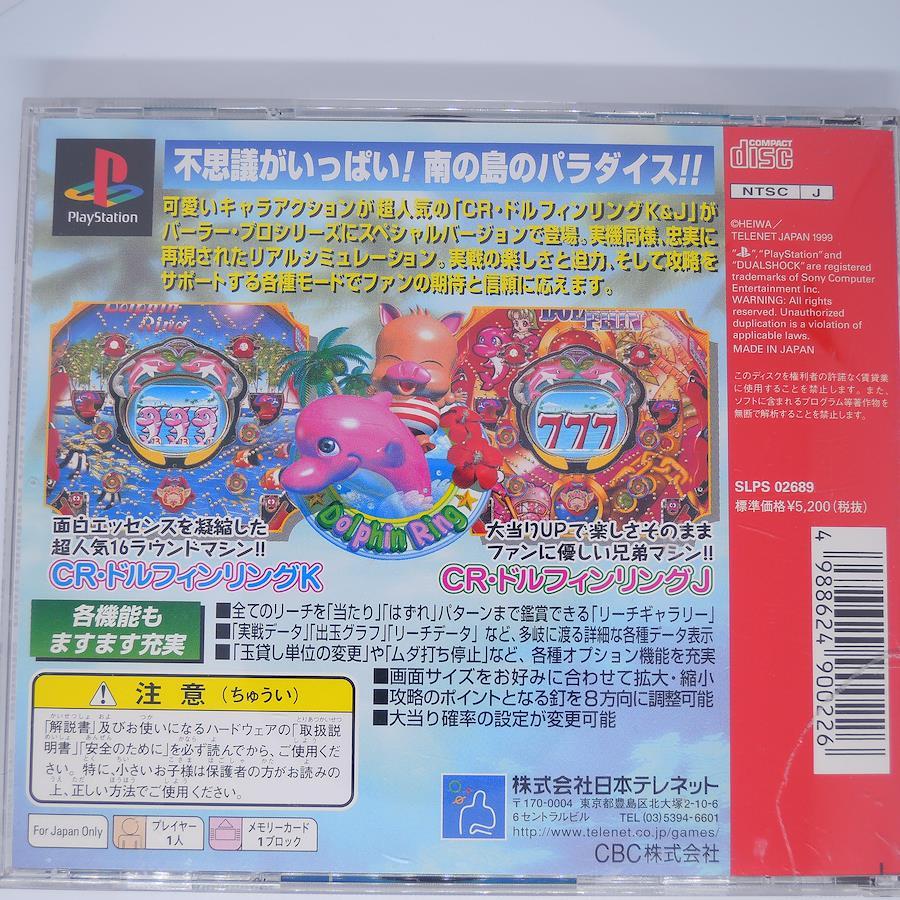 PlayStation
不思議がいっぱい! 南の島のパラダイス!!
可愛いキャラアクションが超人気の「CR・ドルフィンリングK&J」が
パーラー・プロシリーズにスペシャルバージョンで登場。実機同様、忠実に
再現されたリアルシミュレーション。実戦の楽しさと迫力、そして攻略を
サポートする各種モードでファンの期待と信頼に応えます。
Dolphin
Ring
DOLPHIN
777
Dolphin Ring
面白エッセンスを凝縮した
超人気16ラウンドマシン!!
CR・ドルフィンリングK
大当りUPで楽しさそのまま
ファンに優しい兄弟マシン!!
CR・ドルフィンリングJ
各機能も
ますます充実
■全てのリーチを「当たり」「はずれ」パターンまで鑑賞できる「リーチギャラリー」
■「実戦データ」「出玉グラフ」「リーチデータ」など、多岐に渡る詳細な各種データ表示
■「玉貸し単位の変更」や「ムダ打ち停止」など、各種オプション機能を充実
■画面サイズをお好みに合わせて拡大・縮小
■攻略のポイントとなる釘を8方向に調整可能
■大当り確率の設定が変更可能
注意(ちゅうい)
「解説書」及びお使いになるハードウェアの「取扱説
明書」「安全のために」を必ず読んでから、ご使用くだ
さい。特に、小さいお子様は保護者の方がお読みの
上、正しい方法でご使用ください。
For Japan Only
プレイヤー
1人
メモリーカード
1ブロック
株式会社日本テレネット
〒170-0004 東京都豊島区北大塚2-10-6
6セントラルビル TEL(03)5394-6601
http://www.telenet.co.jp/games/
CBC株式会社
COMPACT
disc
NTSC J
©HEIWA/
TELENET JAPAN 1999
"PS", "PlayStation" and
"DUALSHOCK" are registered
trademarks of Sony Computer
Entertainment Inc.
WARNING: All rights
reserved. Unauthorized
duplication is a violation of
applicable laws.
MADE IN JAPAN
このディスクを権利者の許諾なく賃貸業
に使用することを禁止します。また、
ソフトに含まれるプログラム等著作物を
無断で解析することを禁止します。
SLPS 02689
標準価格¥5,200(税抜)
4 988624 900226